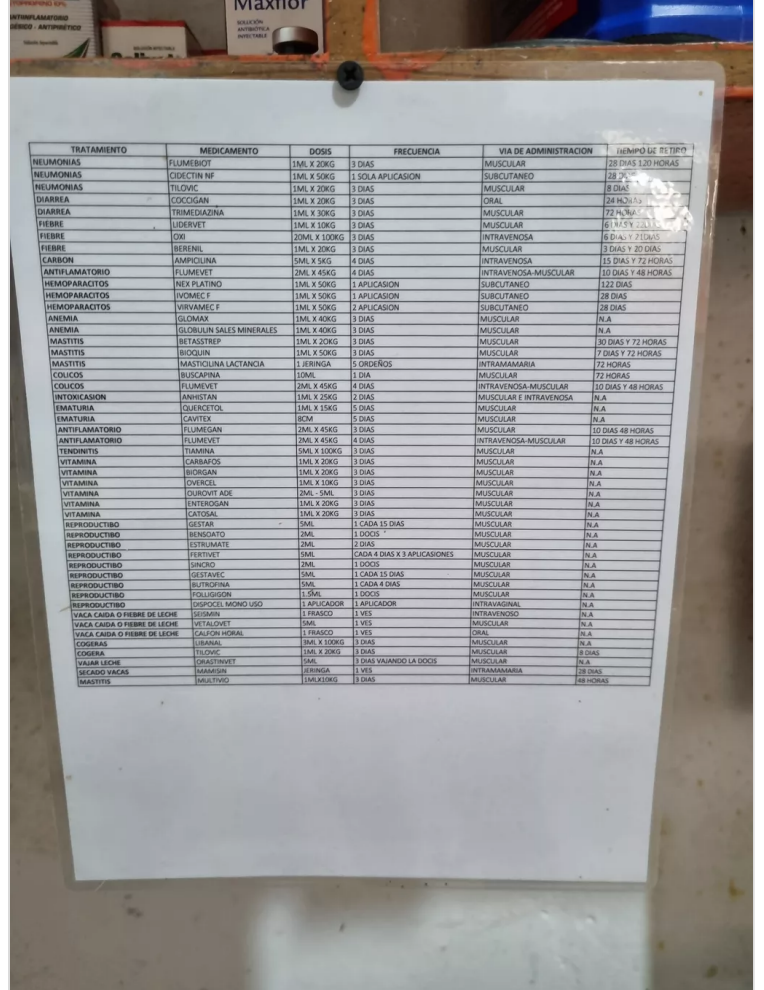 ANTIINFLAMATORIO
ANTIPIRÉTICO
Maxflor
SOLUCIÓN
ANTIBIÓTICA
INYECTABLE
SOLUCIÓN INYECTABLE
TRATAMIENTO MEDICAMENTO DOSIS FRECUENCIA VIA DE ADMINISTRACION TIEMPO DE RETIRO
NEUMONIAS FLUMEBIOT 1ML X 20KG 3 DIAS MUSCULAR 28 DIAS 120 HORAS
NEUMONIAS CIDECTIN NF 1ML X 50KG 1 SOLA APLICASION SUBCUTANEO 28
NEUMONIAS TILOVIC 1ML X 20KG 3 DIAS MUSCULAR 8 DIAS
DIARREA COCOGAN 1ML X 20KG 3 DIAS ORAL 24 HORAS
DIARREA TRIMEDIAZINA 1ML X 30KG 3 DIAS MUSCULAR 72 HORAS
FIEBRE LIDERVET 1ML X 10KG 3 DIAS MUSCULAR 6
FIEBRE OXI 20ML X 100KG 3 DIAS INTRAVENOSA 6 DIAS Y 21DIAS
FIEBRE BERENIL 1ML X 20KG 3 DIAS MUSCULAR 3 DIAS Y 20 DIAS
CARBON AMPICILINA 5ML X 5KG 4 DIAS INTRAVENOSA 15 DIAS Y 72 HORAS
ANTIFLAMATORIO FLUMEVET 2ML X 45KG 4 DIAS INTRAVENOSA-MUSCULAR 10 DIAS Y 48 HORAS
HEMOPARACITOS NEX PLATINO 1ML X 50KG 1 APLICASION SUBCUTANEO 122 DIAS
HEMOPARACITOS IVOMEC F 1ML X 50KG 1 APLICASION SUBCUTANEO 28 DIAS
HEMOPARACITOS VIRVAMEC F 1ML X 50KG 2 APLICASION SUBCUTANEO 28 DIAS
ANEMIA GLOMAX 1ML X 40KG 3 DIAS MUSCULAR N.A
ANEMIA GLOBULIN SALES MINERALES 1ML X 40KG 3 DIAS MUSCULAR N.A
MASTITIS BETASSTREP 1ML X 20KG 3 DIAS MUSCULAR 30 DIAS Y 72 HORAS
MASTITIS BIOQUIN 1ML X 50KG 3 DIAS MUSCULAR 7 DIAS Y 72 HORAS
MASTITIS MASTICILINA LACTANCIA 1 JERINGA 5 ORDEÑOS INTRAMAMARIA 72 HORAS
COLICOS BUSCAPINA 10ML 1 DIA MUSCULAR 72 HORAS
COLICOS FLUMEVET 2ML X 45KG 4 DIAS INTRAVENOSA-MUSCULAR 10 DIAS Y 48 HORAS
INTOXICASION ANHISTAN 1ML X 25KG 2 DIAS MUSCULAR E INTRAVENOSA N.A
EMATURIA QUERCETOL 1ML X 15KG 5 DIAS MUSCULAR N.A
EMATURIA CAVITEX 8CM 5 DIAS MUSCULAR N.A
ANTIFLAMATORIO FLUMEGAN 2ML X 45KG 3 DIAS MUSCULAR 10 DIAS 48 HORAS
ANTIFLAMATORIO FLUMEVET 2ML X 45KG 4 DIAS INTRAVENOSA-MUSCULAR 10 DIAS Y 48 HORAS
TENDINITIS TIAMINA 5ML X 100KG 3 DIAS MUSCULAR N.A
VITAMINA CARBAFOS 1ML X 20KG 3 DIAS MUSCULAR N.A
VITAMINA BIORGAN 1ML X 20KG 3 DIAS MUSCULAR N.A
VITAMINA OVERCEL 1ML X 10KG 3 DIAS MUSCULAR N.A
VITAMINA OUROVIT ADE 2ML - 5ML 3 DIAS MUSCULAR N.A
VITAMINA ENTEROGAN 1ML X 20KG 3 DIAS MUSCULAR N.A
VITAMINA CATOSAL 1ML X 20KG 3 DIAS MUSCULAR N.A
REPRODUCTIBO GESTAR 5ML 1 CADA 15 DIAS MUSCULAR N.A
REPRODUCTIBO BENSOATO 2ML 1 DOCIS MUSCULAR N.A
REPRODUCTIBO ESTRUMATE 2ML 2 DIAS MUSCULAR N.A
REPRODUCTIBO FERTIVET 5ML CADA 4 DIAS X 3 APLICASIONES MUSCULAR N.A
REPRODUCTIBO SINCRO 2ML 1 DOCIS MUSCULAR N.A
REPRODUCTIBO GESTAVEC 5ML 1 CADA 15 DIAS MUSCULAR N.A
REPRODUCTIBO BUTROFINA 5ML 1 CADA 4 DIAS MUSCULAR N.A
REPRODUCTIBO FOLLIGIGON 1.5ML 1 DOCIS MUSCULAR N.A
REPRODUCTIBO DISPOCEL MONO USO 1 APLICADOR 1 APLICADOR INTRAVAGINAL N.A
VACA CAIDA O FIEBRE DE LECHE SEISMIN 1 FRASCO 1 VES INTRAVENOSO N.A
VACA CAIDA O FIEBRE DE LECHE VETALOVET 5ML 1 VES MUSCULAR N.A
VACA CAIDA O FIEBRE DE LECHE CALFON HORAL 1 FRASCO 1 VES ORAL N.A
COGERAS LIBANAL 3ML X 100KG 3 DIAS MUSCULAR N.A
COGERA TILOVIC 1ML X 20KG 3 DIAS MUSCULAR 8 DIAS
VAJAR LECHE ORASTINVET 5ML 3 DIAS VAJANDO LA DOCIS MUSCULAR N.A
SECADO VACAS MAMISIN JERINGA 1 VES INTRAMAMARIA 28 DIAS
MASTITIS MULTIVIO 1MLX10KG 3 DIAS MUSCULAR 48 HORAS